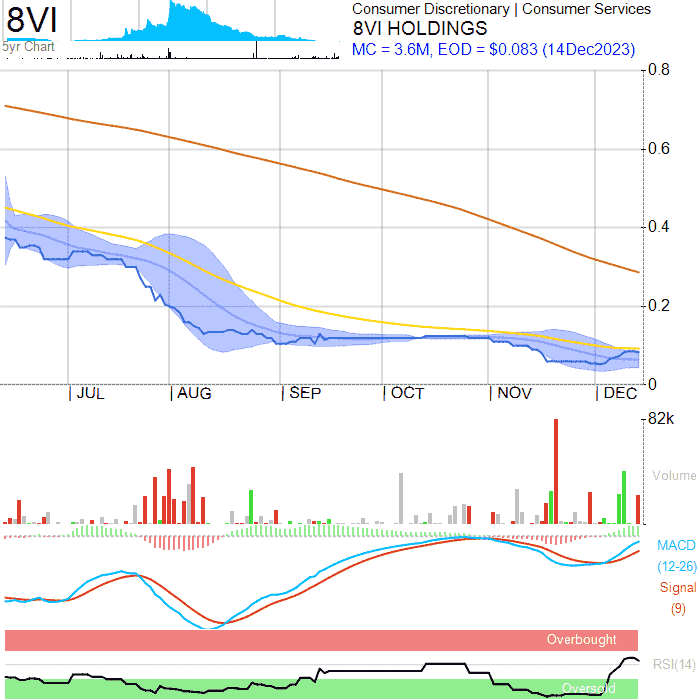 8VI
5yr Chart
Consumer Discretionary | Consumer Services
8VI HOLDINGS
MC = 3.6M, EOD = $0.083 (14Dec2023)
0.8
0.6
0.4
0.2
0
JUL AUG SEP OCT NOV DEC
82k
Volume
MACD
(12-26)
Signal
(9)
Overbought
RSI(14)
Oversold